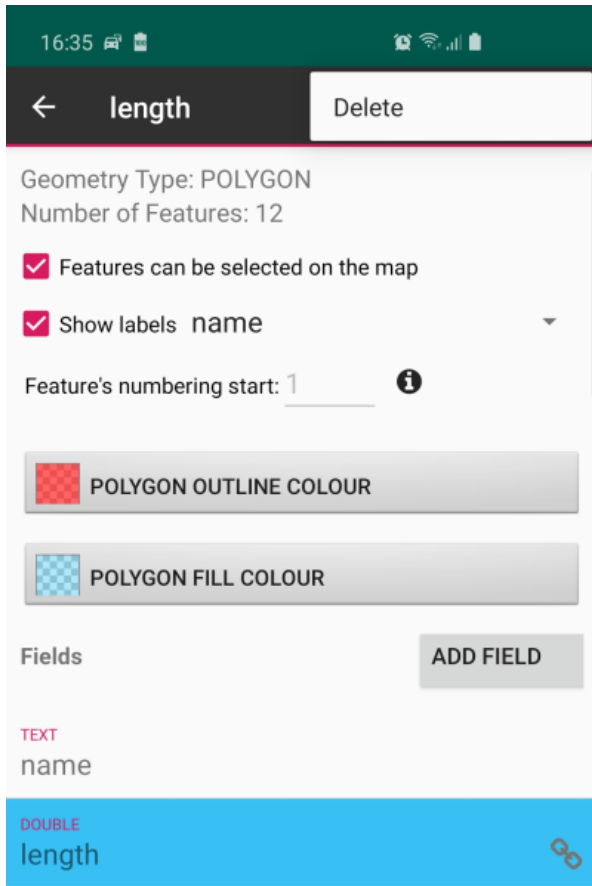 16:35
length
Delete
Geometry Type: POLYGON
Number of Features: 12
Features can be selected on the map
Show labels name
Feature's numbering start: 1
POLYGON OUTLINE COLOUR
POLYGON FILL COLOUR
Fields
ADD FIELD
TEXT
name
DOUBLE
length